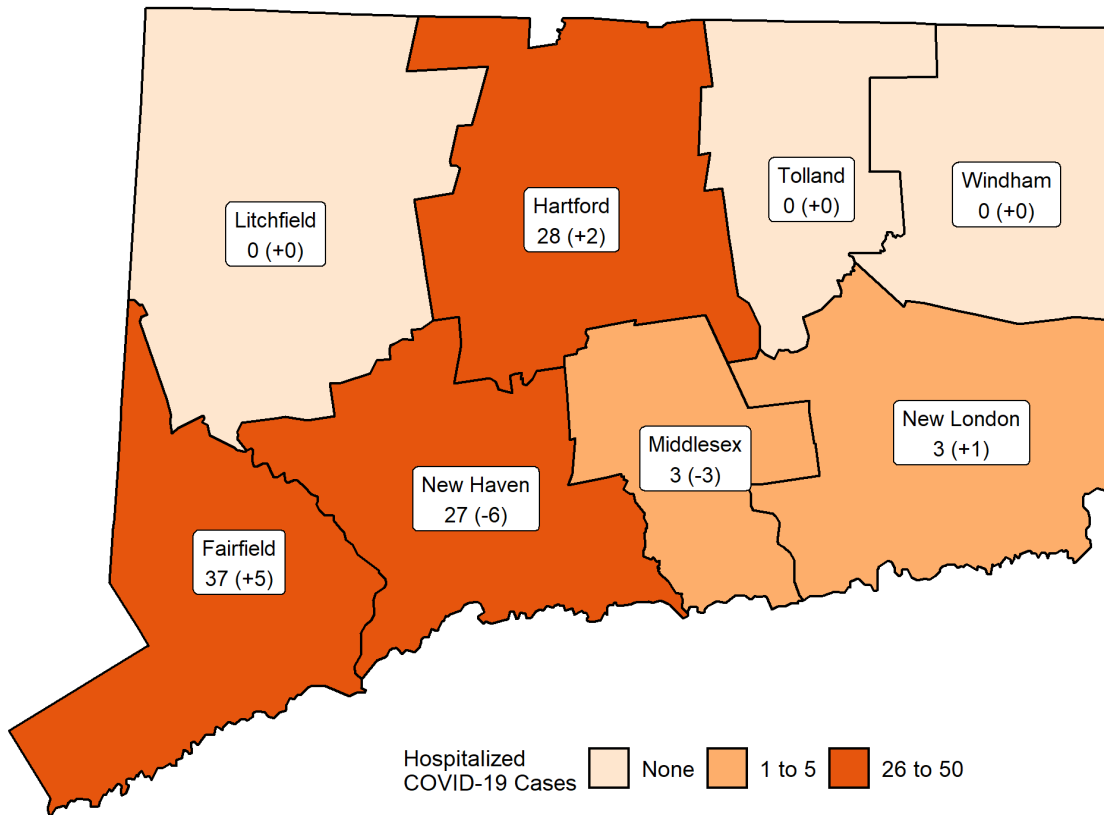 Tolland
0 (+0)
Windham
0 (+0)
Hartford
28 (+2)
Litchfield
0 (+0)
New London
3 (+1)
Middlesex
3 (-3)
New Haven
27 (-6)
Fairfield
37 (+5)
Hospitalized
COVID-19 Cases
None
1 to 5
26 to 50